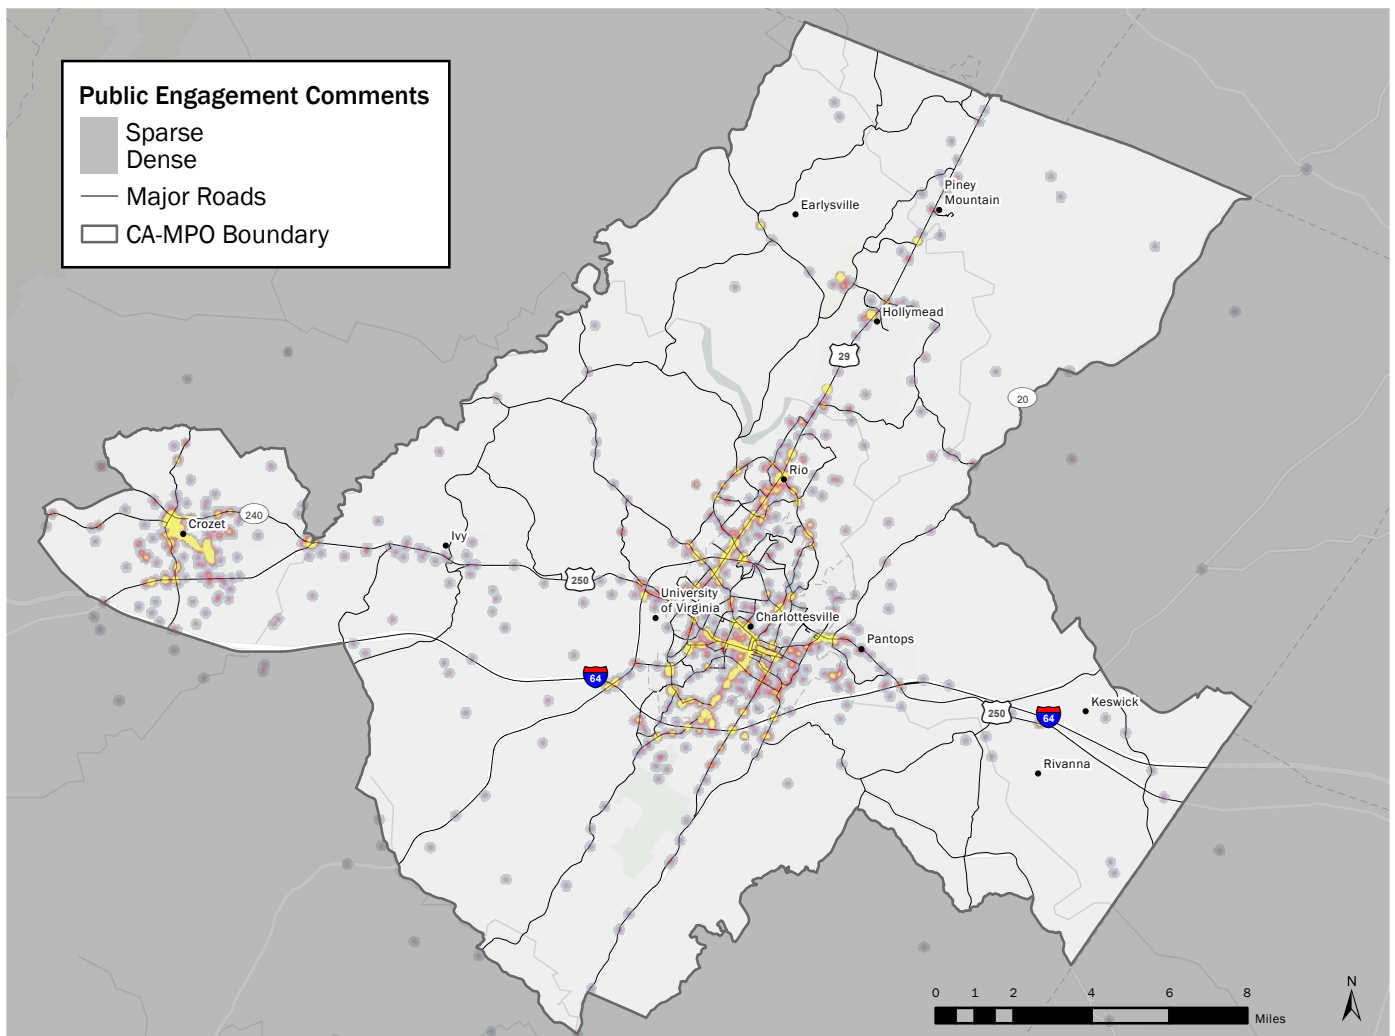 Public Engagement Comments
Sparse
Dense
Major Roads
CA-MPO Boundary
Piney
Mountain
Earlysville
Hollymead
29
20
Rio
Crozet
240
Ivy
250
University
of Virginia
Charlottesville
Pantops
64
250
64
Keswick
Rivanna
0 1 2 4 6 8
Miles
N